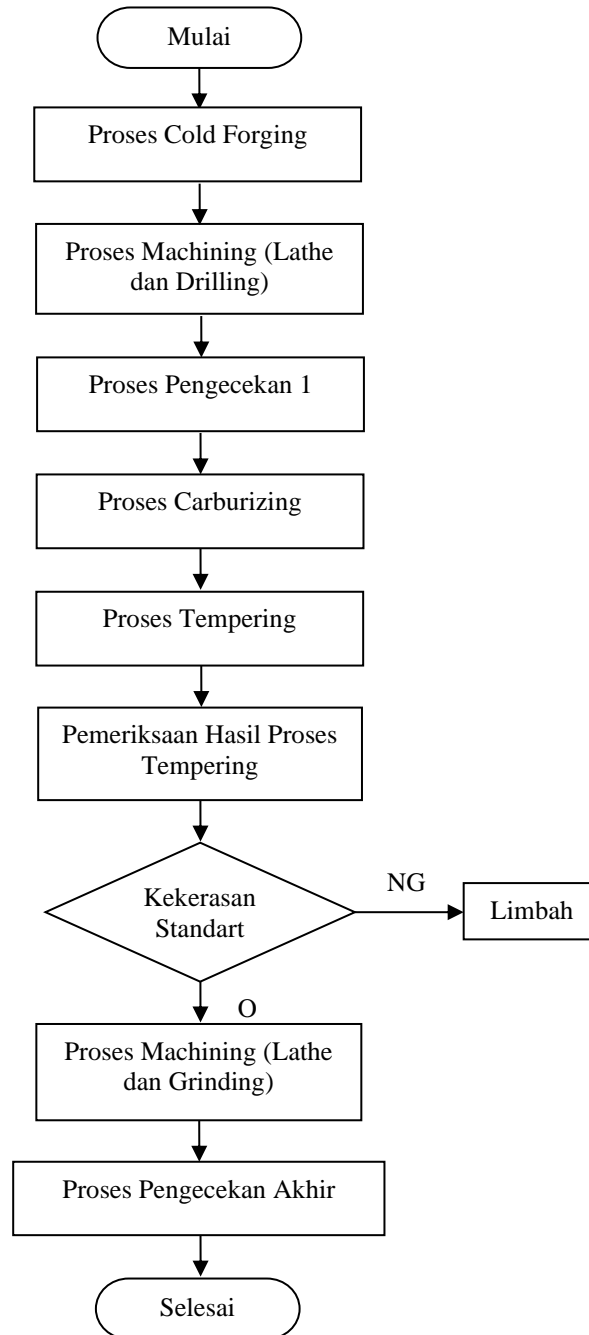 Mulai
Proses Cold Forging
Proses Machining (Lathe
dan Drilling)
Proses Pengecekan 1
Proses Carburizing
Proses Tempering
Pemeriksaan Hasil Proses
Tempering
Kekerasan
Standart
NG
Limbah
O
Proses Machining (Lathe
dan Grinding)
Proses Pengecekan Akhir
Selesai